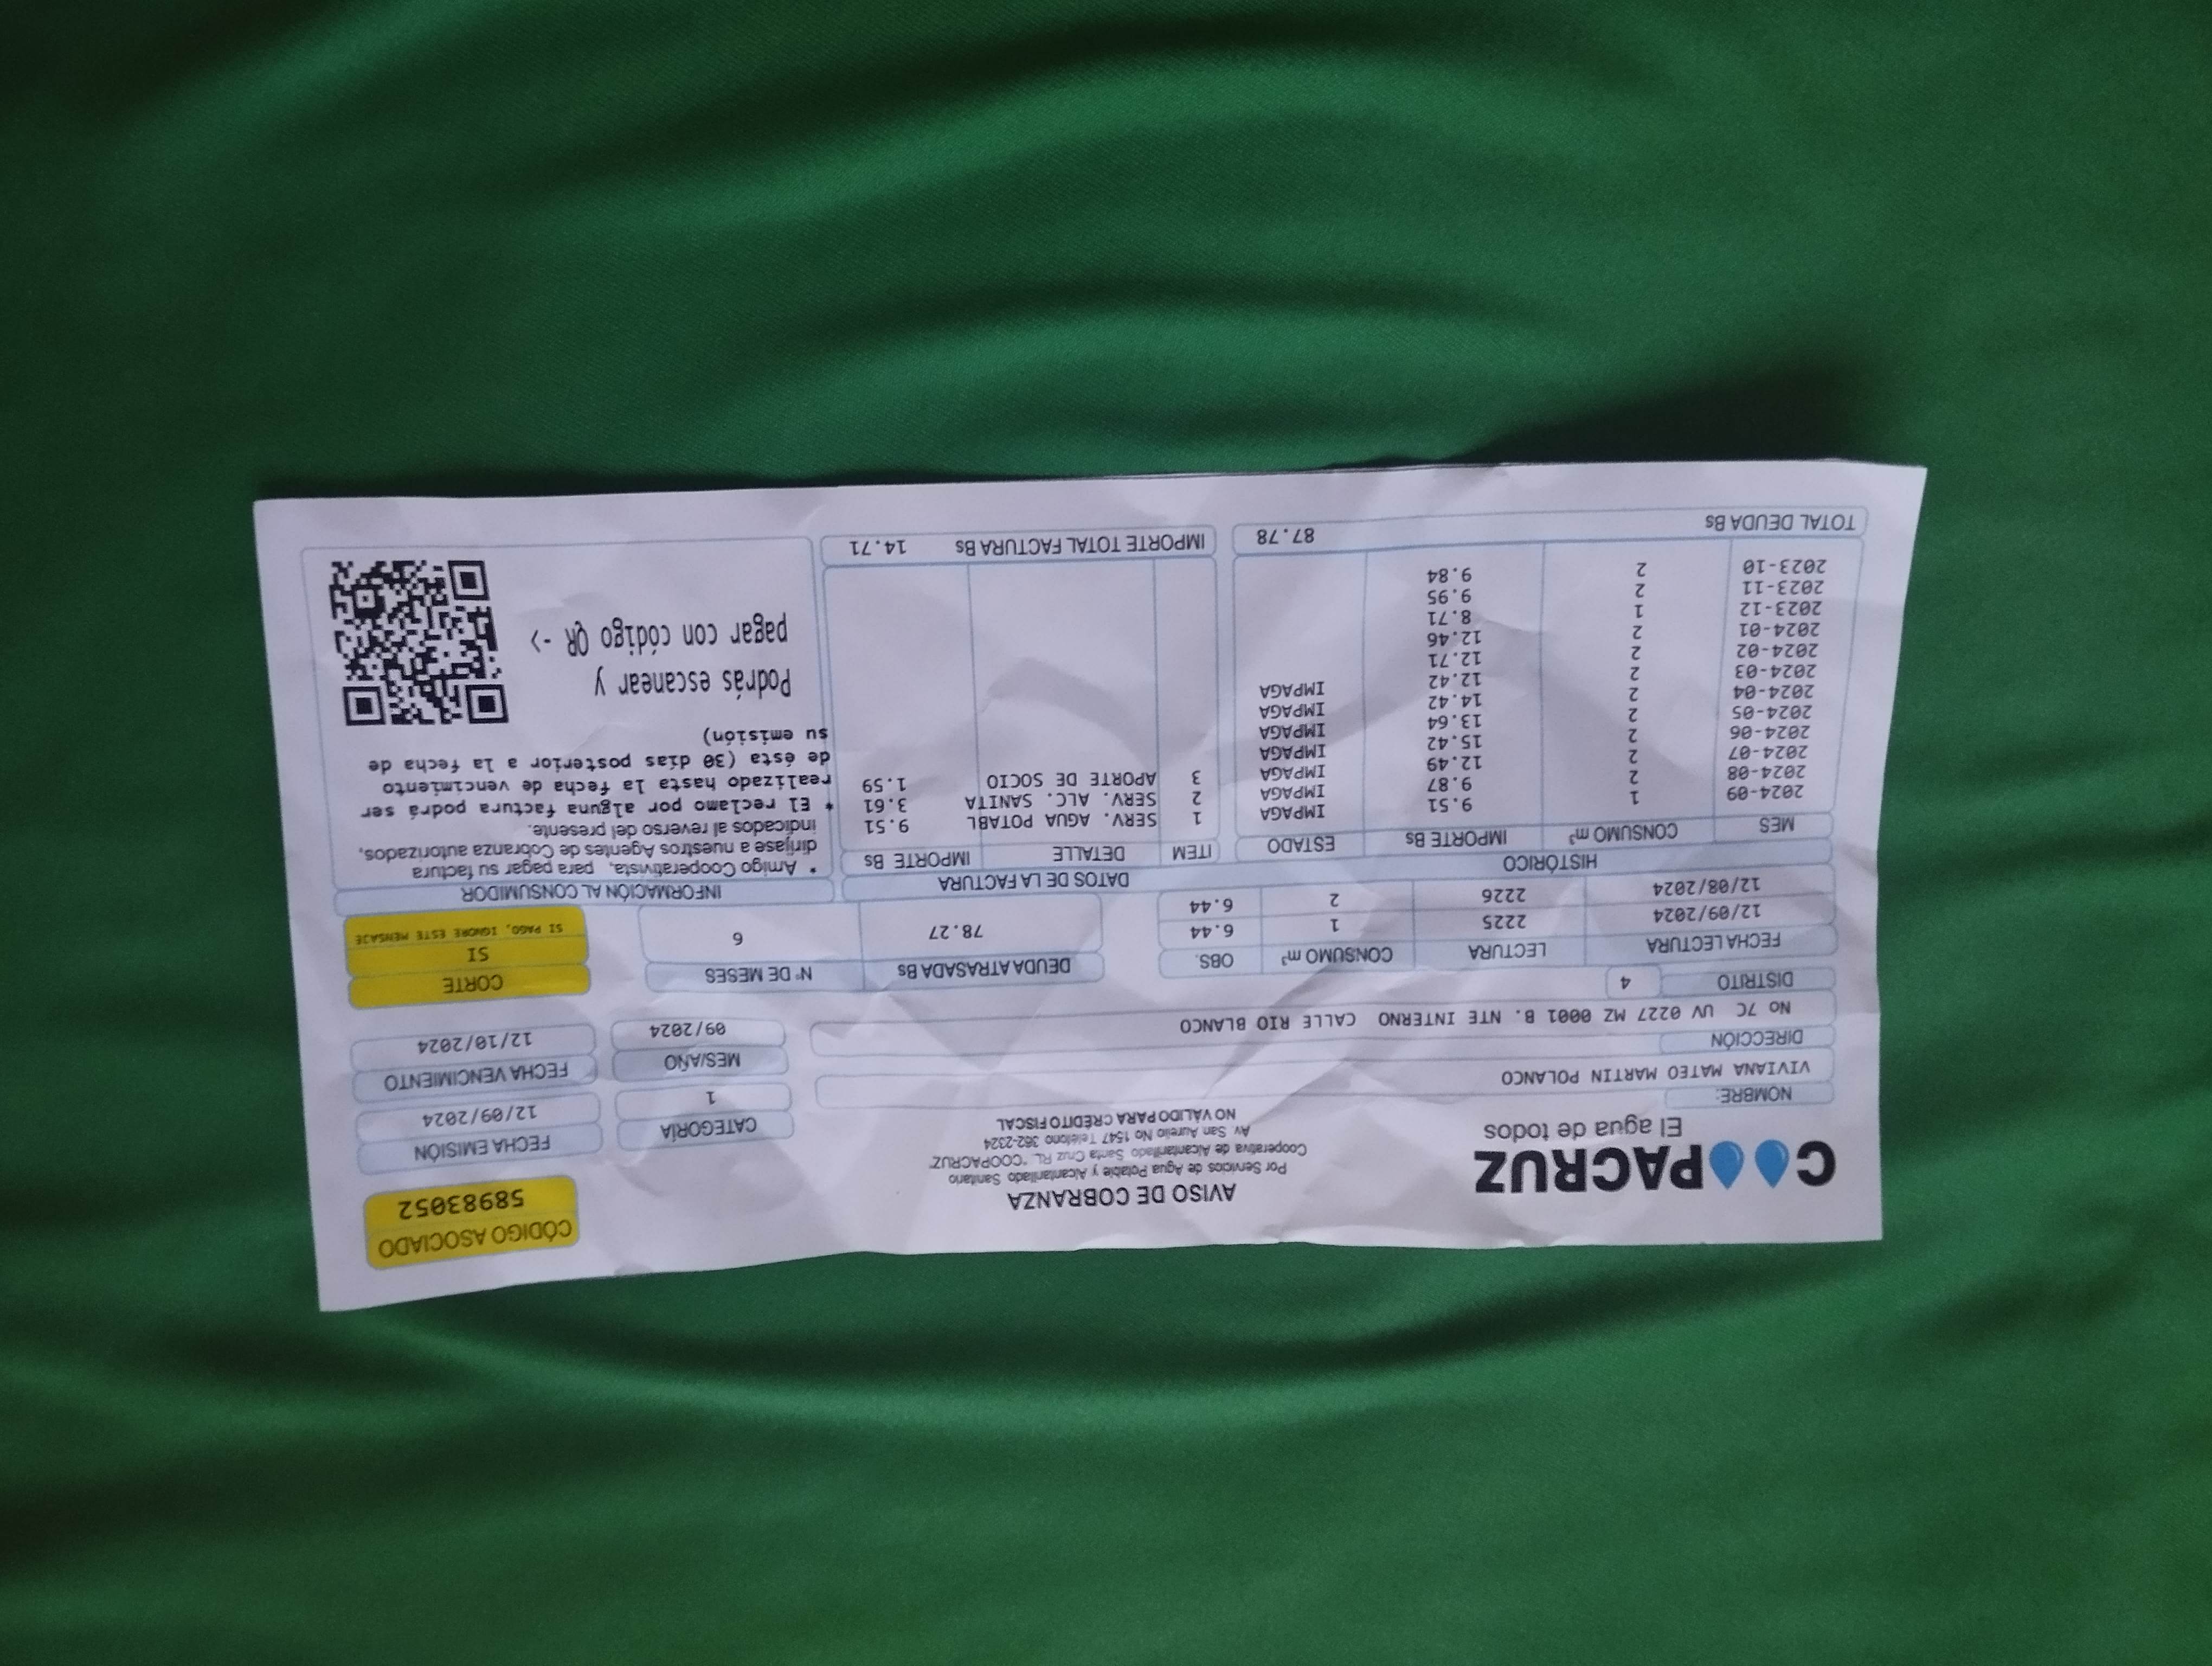 COOPACRUZ
El agua de todos
AVISO DE COBRANZA
Por Servicios de Agua Potable y Alcantarillado Sanitario
Cooperativa de Alcantarillado Santa Cruz RL. "COOPACRUZ"
Av. San Aurelio No 1547 Teléfono 362-2324
NO VÁLIDO PARA CRÉDITO FISCAL
CÓDIGO ASOCIADO
58983052
NOMBRE:
VIVIANA MATEO MARTIN POLANCO
DIRECCIÓN
No 7C UV 0227 MZ 0001 B. NTE INTERNO CALLE RIO BLANCO
DISTRITO 4
CATEGORÍA
1
FECHA EMISIÓN
12/09/2024
MES/AÑO
09/2024
FECHA VENCIMIENTO
12/10/2024
FECHA LECTURA LECTURA CONSUMO m³ OBS.
12/09/2024 2225 1 6.44
12/08/2024 2226 2 6.44
DEUDA ATRASADA Bs Nº DE MESES
78.27 6
CORTE
SI
SI PAGO, IGNORE ESTE MENSAJE
HISTÓRICO
MES CONSUMO m³ IMPORTE Bs ESTADO
2024-09 1 9.51 IMPAGA
2024-08 2 9.87 IMPAGA
2024-07 2 12.49 IMPAGA
2024-06 2 15.42 IMPAGA
2024-05 2 13.64 IMPAGA
2024-04 2 14.42 IMPAGA
2024-03 2 12.42 IMPAGA
2024-02 2 12.71
2024-01 2 12.46
2023-12 1 8.71
2023-11 2 9.95
2023-10 2 9.84
TOTAL DEUDA Bs 87.78
DATOS DE LA FACTURA
ITEM DETALLE IMPORTE Bs
1 SERV. AGUA POTABL 9.51
2 SERV. ALC. SANITA 3.61
3 APORTE DE SOCIO 1.59
IMPORTE TOTAL FACTURA Bs 14.71
INFORMACIÓN AL CONSUMIDOR
* Amigo Cooperativista, para pagar su factura
diríjase a nuestros Agentes de Cobranza autorizados,
indicados al reverso del presente.
* El reclamo por alguna factura podrá ser
realizado hasta la fecha de vencimiento
de ésta (30 días posterior a la fecha de
su emisión)
Podrás escanear y
pagar con código QR ->